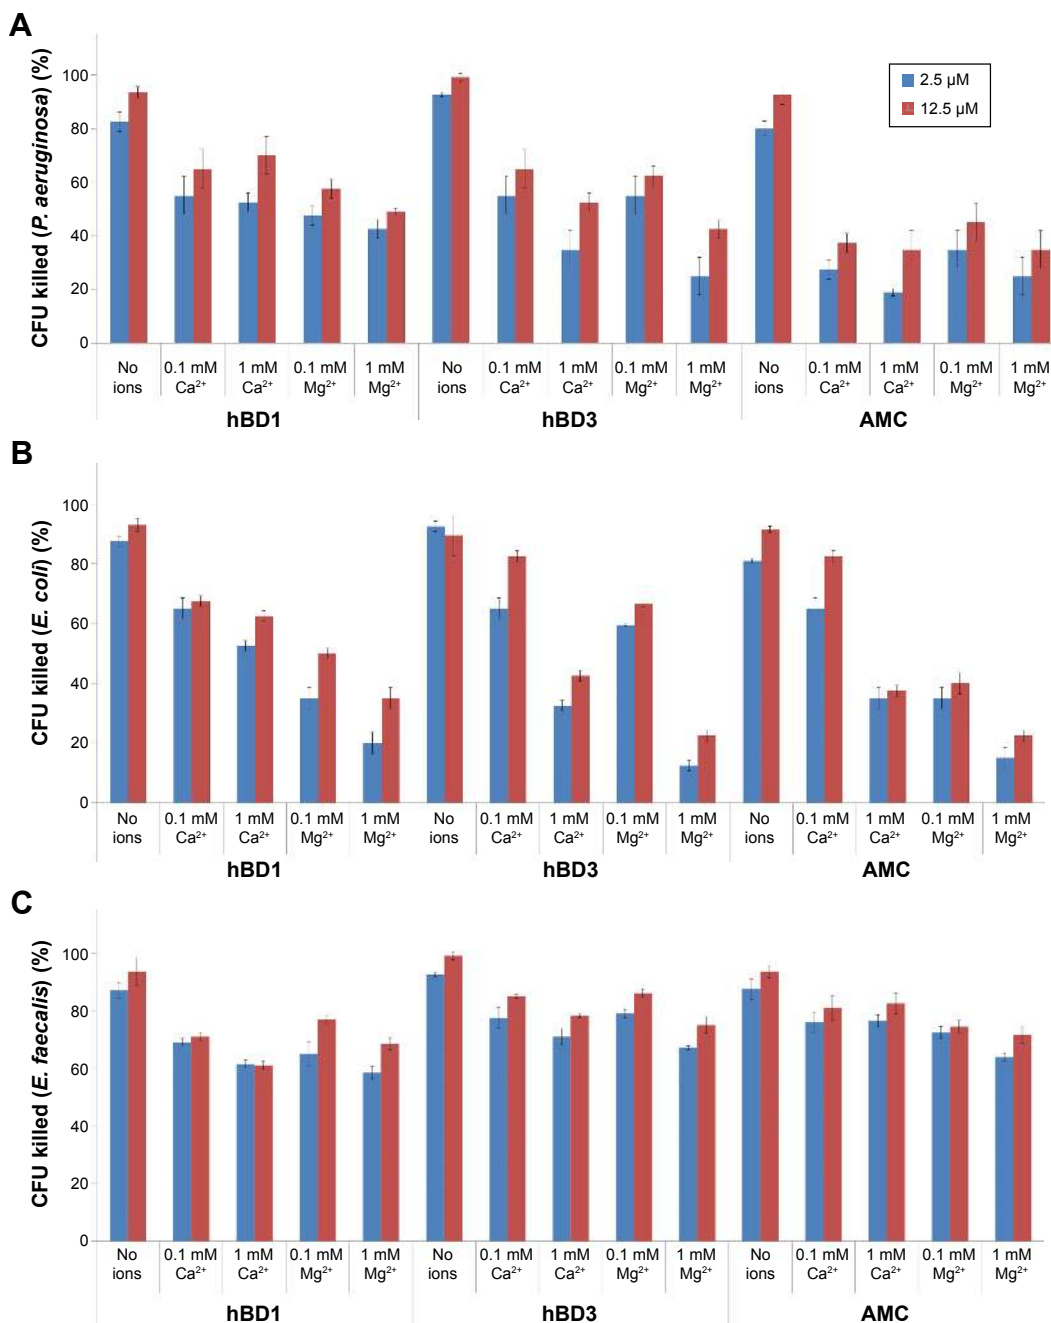 A
CFU killed (P. aeruginosa) (%)
100
80
60
40
20
0
2.5 µM
12.5 µM
No ions 0.1 mM Ca²⁺ 1 mM Ca²⁺ 0.1 mM Mg²⁺ 1 mM Mg²⁺ No ions 0.1 mM Ca²⁺ 1 mM Ca²⁺ 0.1 mM Mg²⁺ 1 mM Mg²⁺ No ions 0.1 mM Ca²⁺ 1 mM Ca²⁺ 0.1 mM Mg²⁺ 1 mM Mg²⁺
hBD1 hBD3 AMC
B
CFU killed (E. coli) (%)
100
80
60
40
20
0
No ions 0.1 mM Ca²⁺ 1 mM Ca²⁺ 0.1 mM Mg²⁺ 1 mM Mg²⁺ No ions 0.1 mM Ca²⁺ 1 mM Ca²⁺ 0.1 mM Mg²⁺ 1 mM Mg²⁺ No ions 0.1 mM Ca²⁺ 1 mM Ca²⁺ 0.1 mM Mg²⁺ 1 mM Mg²⁺
hBD1 hBD3 AMC
C
CFU killed (E. faecalis) (%)
100
80
60
40
20
0
No ions 0.1 mM Ca²⁺ 1 mM Ca²⁺ 0.1 mM Mg²⁺ 1 mM Mg²⁺ No ions 0.1 mM Ca²⁺ 1 mM Ca²⁺ 0.1 mM Mg²⁺ 1 mM Mg²⁺ No ions 0.1 mM Ca²⁺ 1 mM Ca²⁺ 0.1 mM Mg²⁺ 1 mM Mg²⁺
hBD1 hBD3 AMC